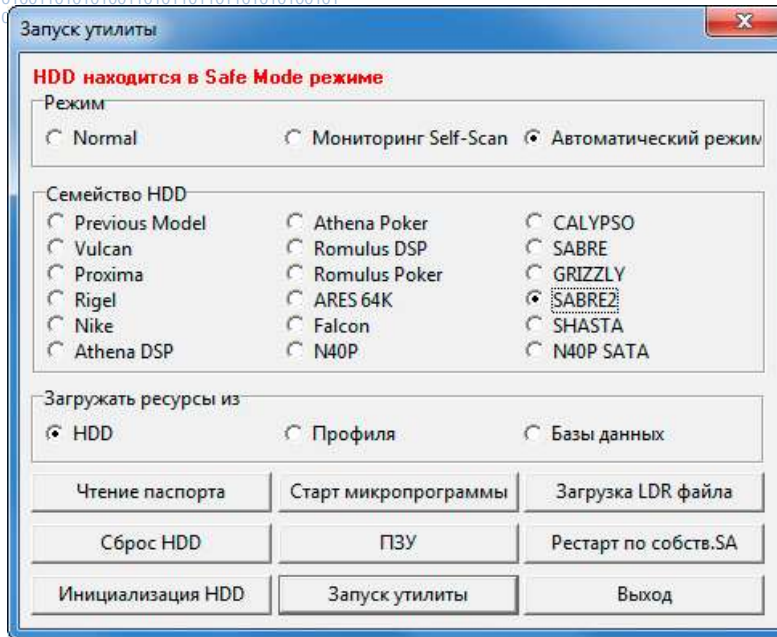 Запуск утилиты
HDD находится в Safe Mode режиме
Режим
Normal
Мониторинг Self-Scan
Автоматический режим
Семейство HDD
Previous Model
Athena Poker
CALYPSO
Vulcan
Romulus DSP
SABRE
Proxima
Romulus Poker
GRIZZLY
Rigel
ARES 64K
SABRE2
Nike
Falcon
SHASTA
Athena DSP
N40P
N40P SATA
Загружать ресурсы из
HDD
Профиля
Базы данных
Чтение паспорта
Старт микропрограммы
Загрузка LDR файла
Сброс HDD
ПЗУ
Рестарт по собств.SA
Инициализация HDD
Запуск утилиты
Выход